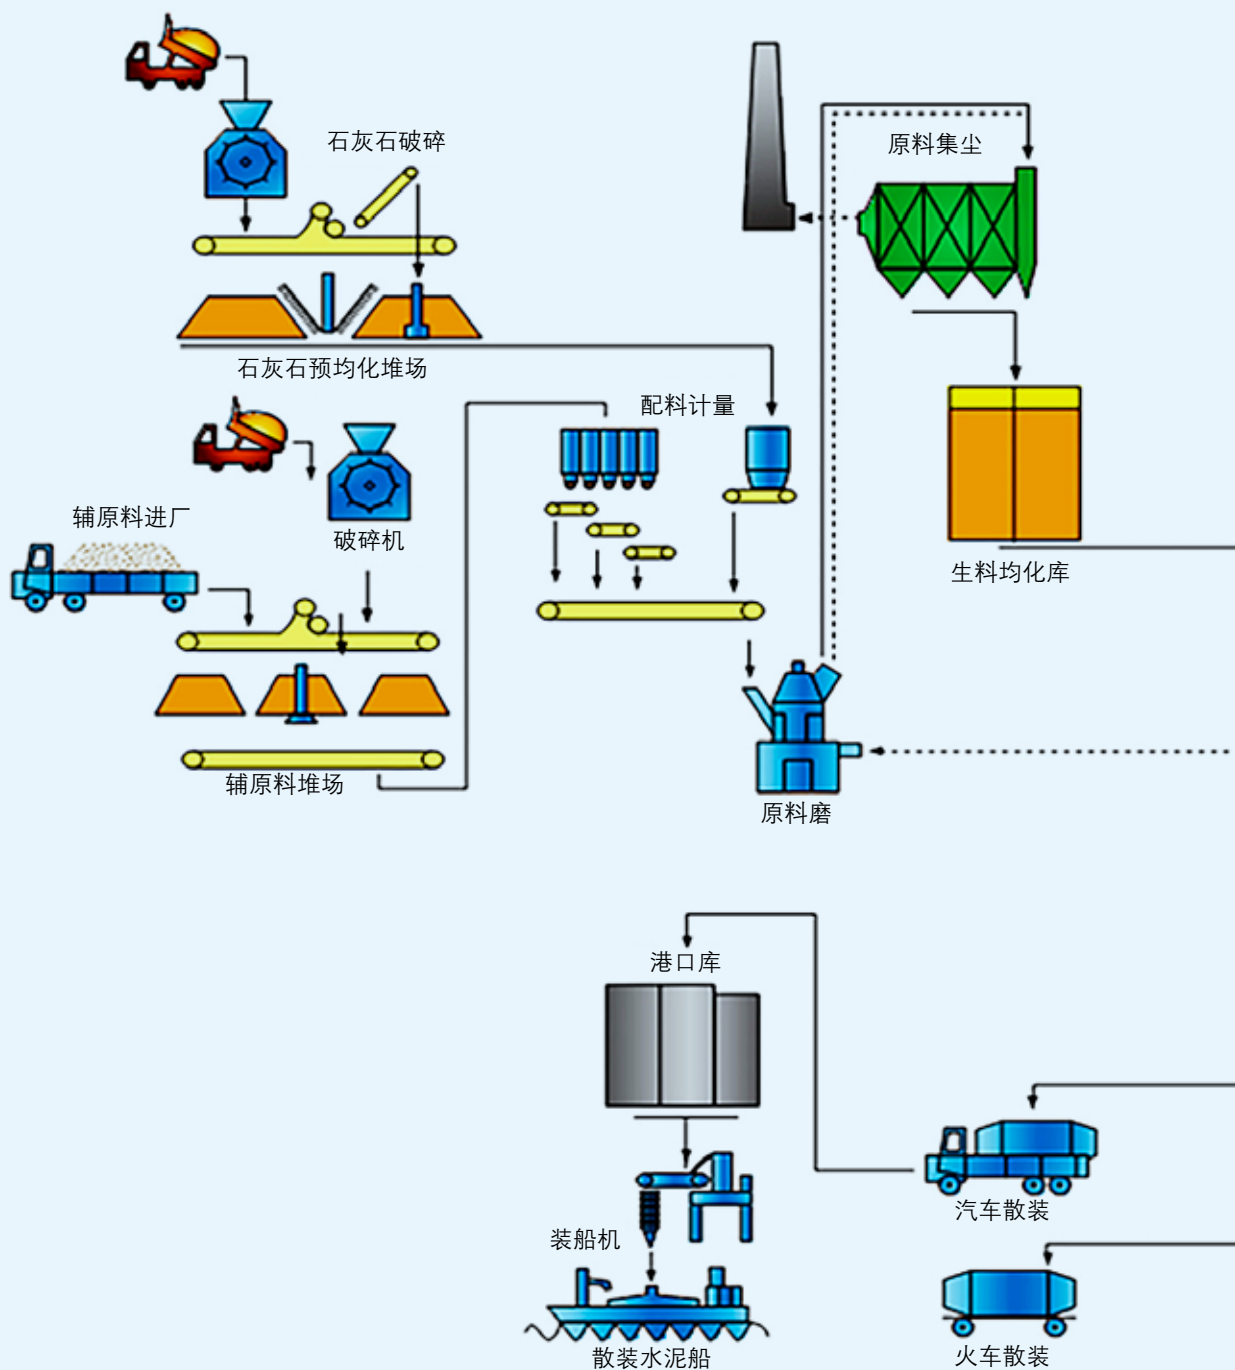 石灰石破碎
原料集尘
石灰石预均化堆场
配料计量
辅原料进厂
破碎机
生料均化库
辅原料堆场
原料磨
港口库
汽车散装
装船机
散装水泥船
火车散装